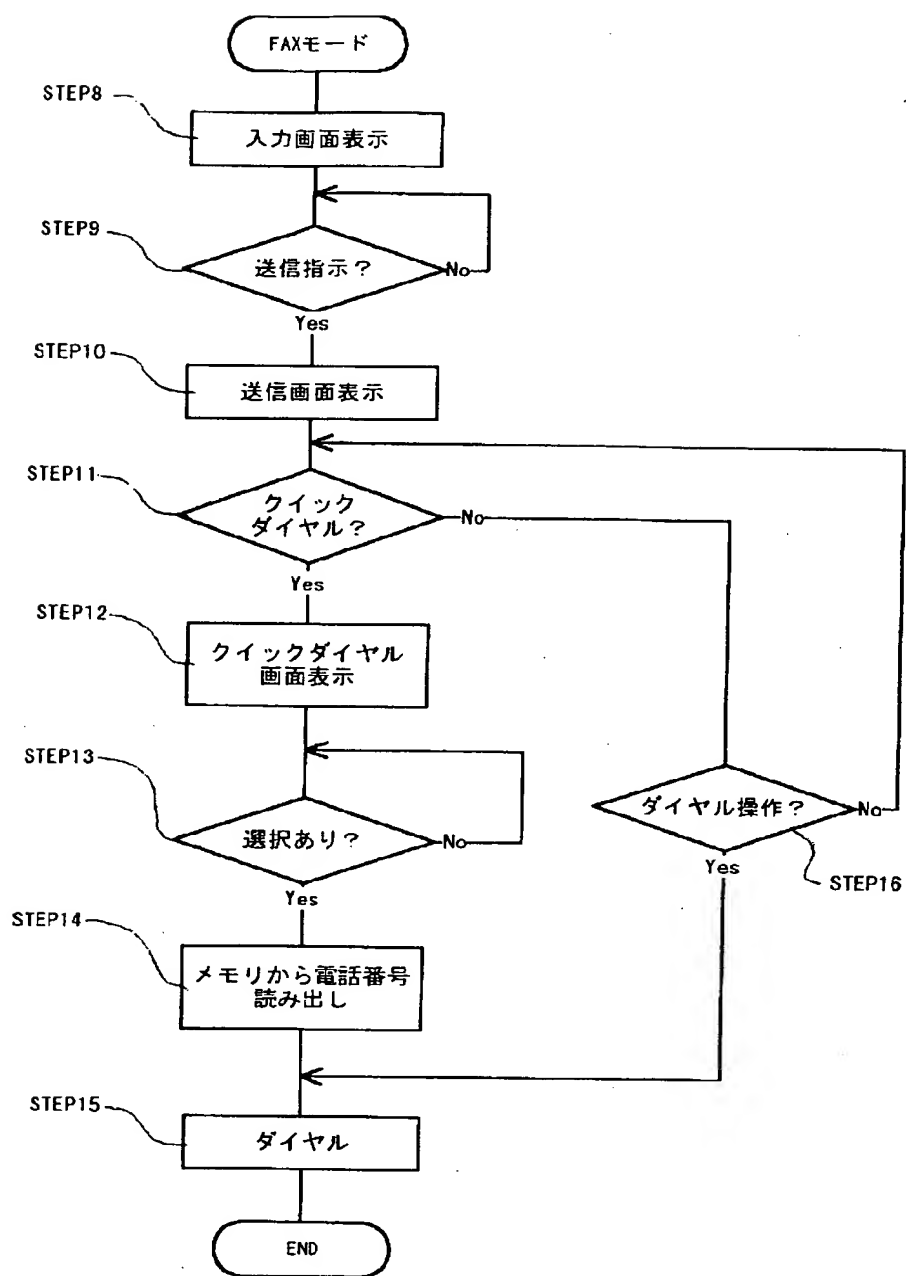 FAXモード
STEP8
入力画面表示
STEP9
送信指示？
No
Yes
STEP10
送信画面表示
STEP11
クイック
ダイヤル？
No
Yes
STEP12
クイックダイヤル
画面表示
STEP13
選択あり？
No
Yes
ダイヤル操作？
No
Yes
STEP16
STEP14
メモリから電話番号
読み出し
STEP15
ダイヤル
END